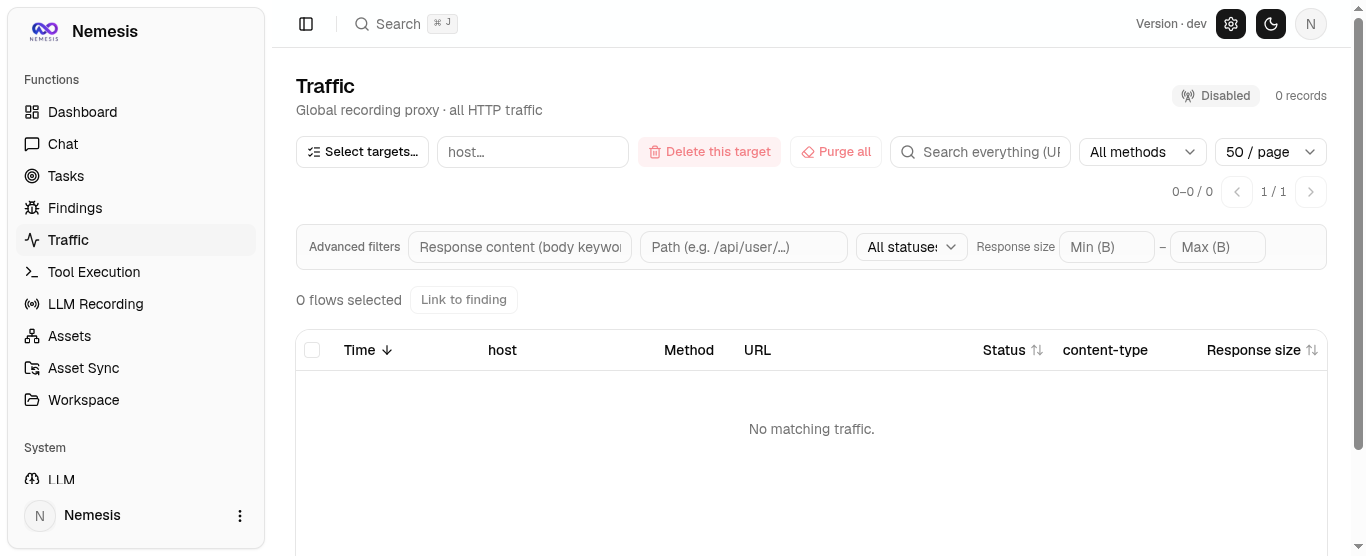 NEMESIS
Nemesis
Functions
Dashboard
Chat
Tasks
Findings
Traffic
Tool Execution
LLM Recording
Assets
Asset Sync
Workspace
System
LLM
N
Nemesis
Search
⌘ J
Version · dev
N
Traffic
Global recording proxy · all HTTP traffic
Disabled
0 records
Select targets...
host...
Delete this target
Purge all
Search everything (UF
All methods
50 / page
0–0 / 0
1 / 1
Advanced filters
Response content (body keywor
Path (e.g. /api/user/...)
All statuses
Response size
Min (B)
–
Max (B)
0 flows selected
Link to finding
Time
host
Method
URL
Status
content-type
Response size
No matching traffic.